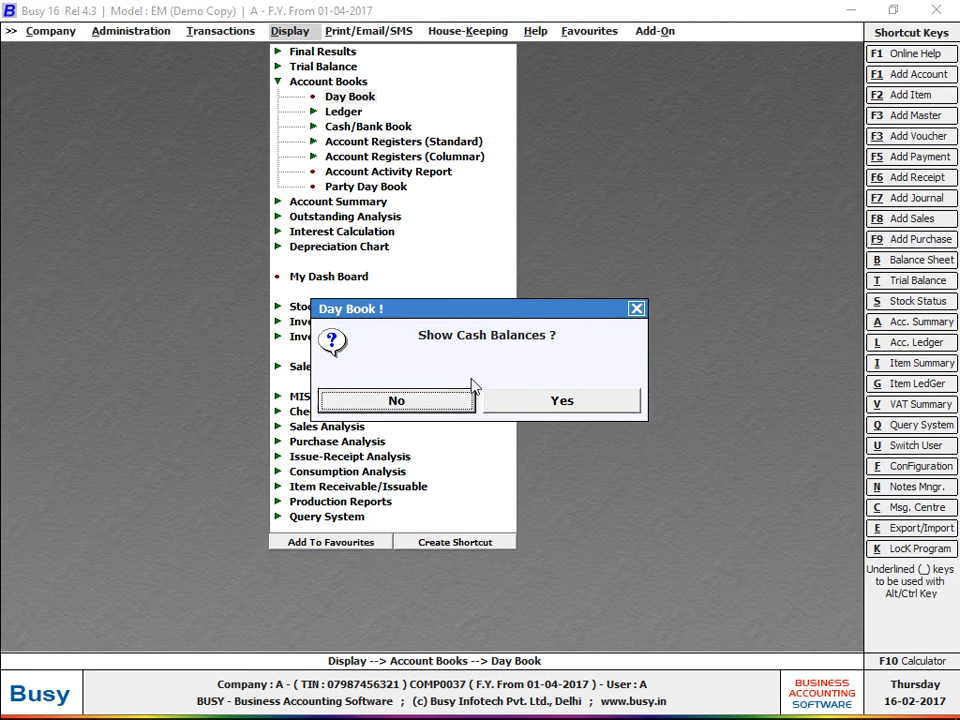 Busy 16 Rel 4.3 | Model : EM (Demo Copy) | A - F.Y. From 01-04-2017
>> Company Administration Transactions Display Print/Email/SMS House-Keeping Help Favourites Add-On
Shortcut Keys
F1 Online Help
F1 Add Account
F2 Add Item
F3 Add Master
F3 Add Voucher
F5 Add Payment
F6 Add Receipt
F7 Add Journal
F8 Add Sales
F9 Add Purchase
B Balance Sheet
T Trial Balance
S Stock Status
A Acc. Summary
L Acc. Ledger
I Item Summary
G Item LedGer
V VAT Summary
Q Query System
U Switch User
F ConFiguration
N Notes Mngr.
C Msg. Centre
E Export/Import
K LocK Program
Underlined (_) keys
to be used with
Alt/Ctrl Key
F10 Calculator
Final Results
Trial Balance
Account Books
Day Book
Ledger
Cash/Bank Book
Account Registers (Standard)
Account Registers (Columnar)
Account Activity Report
Party Day Book
Account Summary
Outstanding Analysis
Interest Calculation
Depreciation Chart
My Dash Board
Sto
Inv
Inv
Sale
MIS
Che
Sales Analysis
Purchase Analysis
Issue-Receipt Analysis
Consumption Analysis
Item Receivable/Issuable
Production Reports
Query System
Add To Favourites Create Shortcut
Day Book !
Show Cash Balances ?
No Yes
Display --> Account Books --> Day Book
Busy
Company : A - ( TIN : 07987456321 ) COMP0037 ( F.Y. From 01-04-2017 ) - User : A
BUSY - Business Accounting Software ; (c) Busy Infotech Pvt. Ltd., Delhi ; www.busy.in
BUSINESS
ACCOUNTING
SOFTWARE
Thursday
16-02-2017